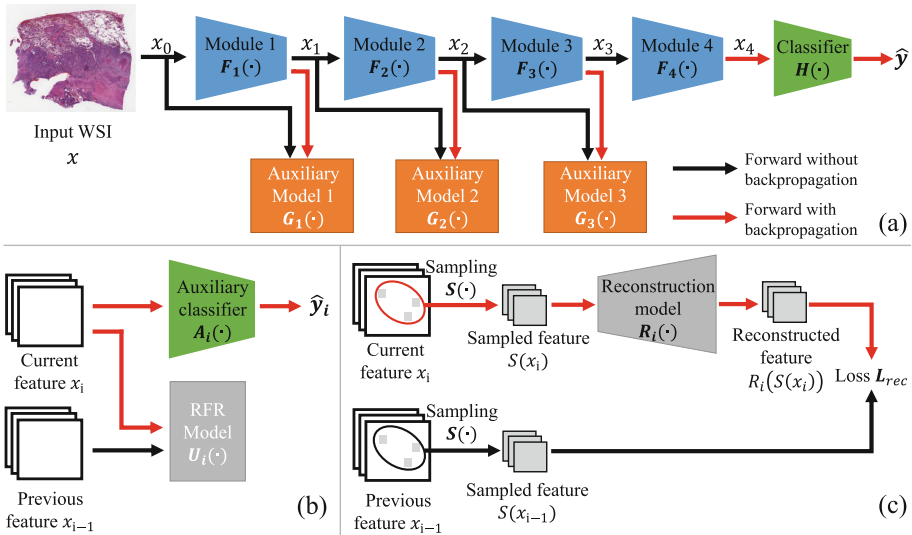 x₀
Module 1
F₁(·)
x₁
Module 2
F₂(·)
x₂
Module 3
F₃(·)
x₃
Module 4
F₄(·)
x₄
Classifier
H(·)
ŷ
Input WSI
x
Auxiliary
Model 1
G₁(·)
Auxiliary
Model 2
G₂(·)
Auxiliary
Model 3
G₃(·)
Forward without
backpropagation
Forward with
backpropagation
(a)
Current
feature xᵢ
Auxiliary
classifier
Aᵢ(·)
ŷᵢ
Previous
feature xᵢ₋₁
RFR
Model
Uᵢ(·)
(b)
Current
feature xᵢ
Sampling
S(·)
Sampled feature
S(xᵢ)
Reconstruction
model
Rᵢ(·)
Reconstructed
feature
Rᵢ(S(xᵢ))
Loss L_rec
Previous
feature xᵢ₋₁
Sampling
S(·)
Sampled feature
S(xᵢ₋₁)
(c)